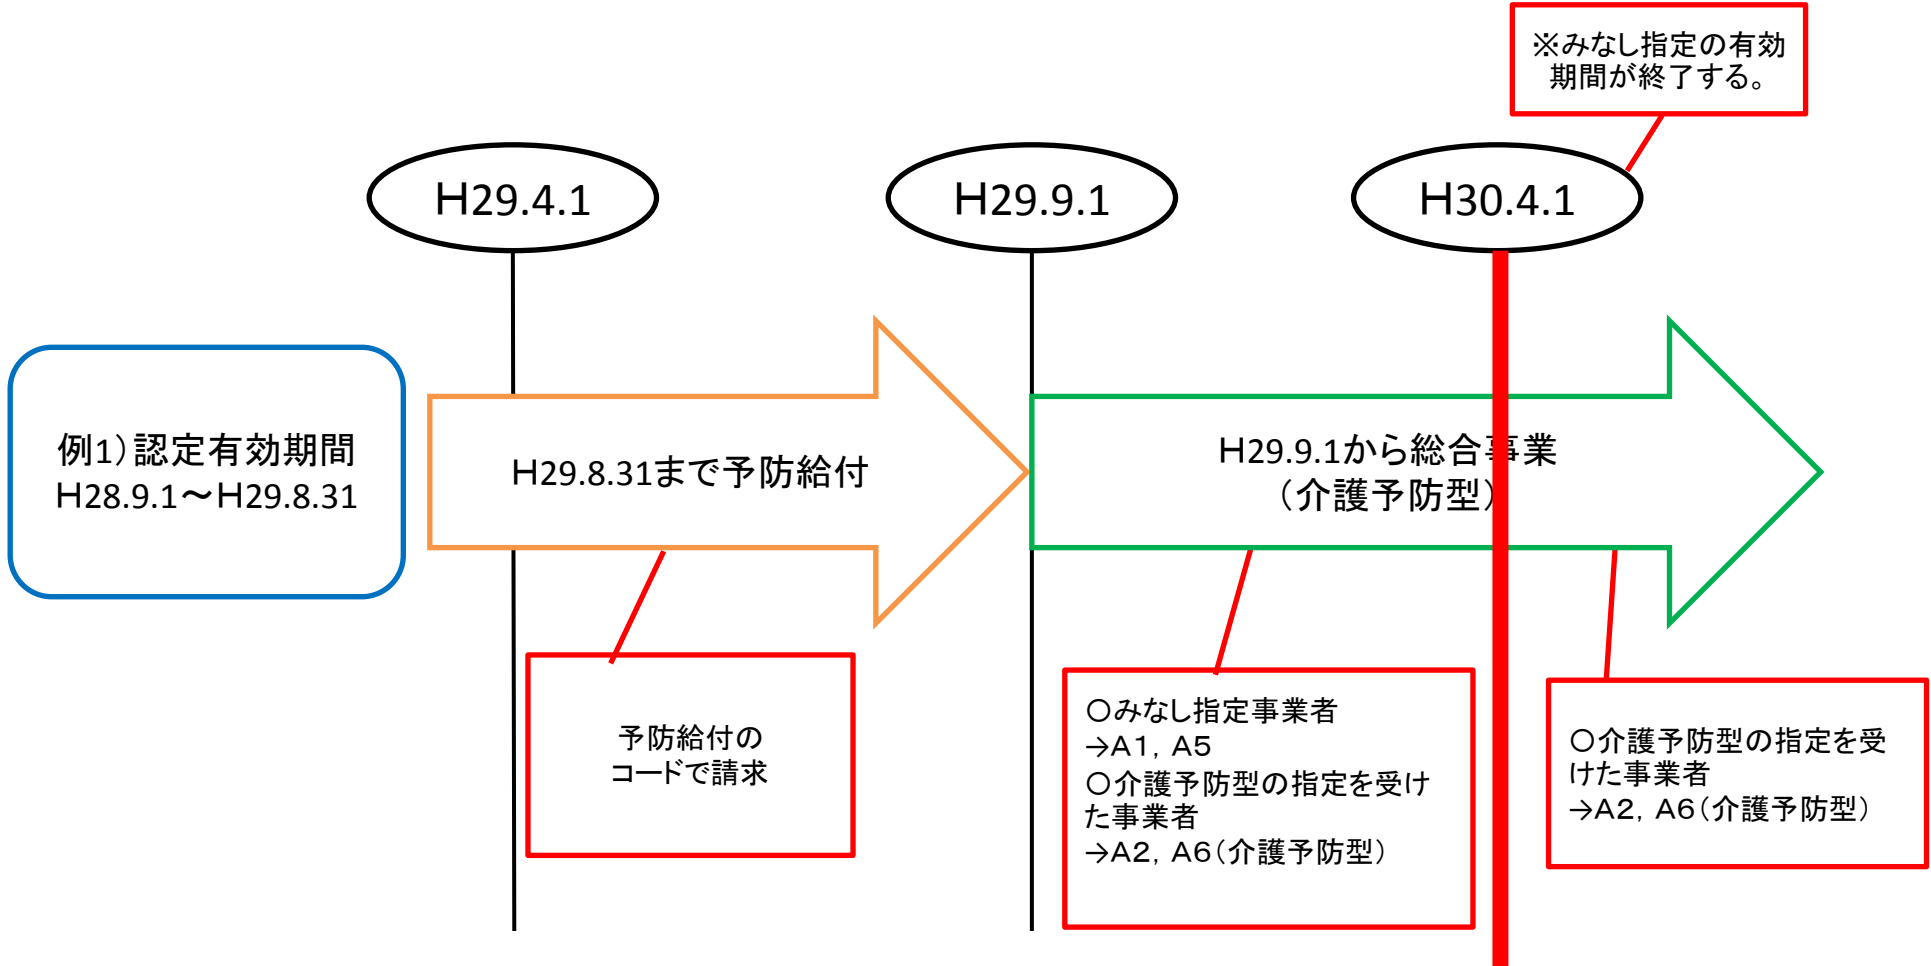 ※みなし指定の有効
期間が終了する。
H29.4.1
H29.9.1
H30.4.1
例1)認定有効期間
H28.9.1～H29.8.31
H29.8.31まで予防給付
H29.9.1から総合事業
（介護予防型）
予防給付の
コードで請求
○みなし指定事業者
→A1，A5
○介護予防型の指定を受け
た事業者
→A2，A6（介護予防型）
○介護予防型の指定を受
けた事業者
→A2，A6（介護予防型）